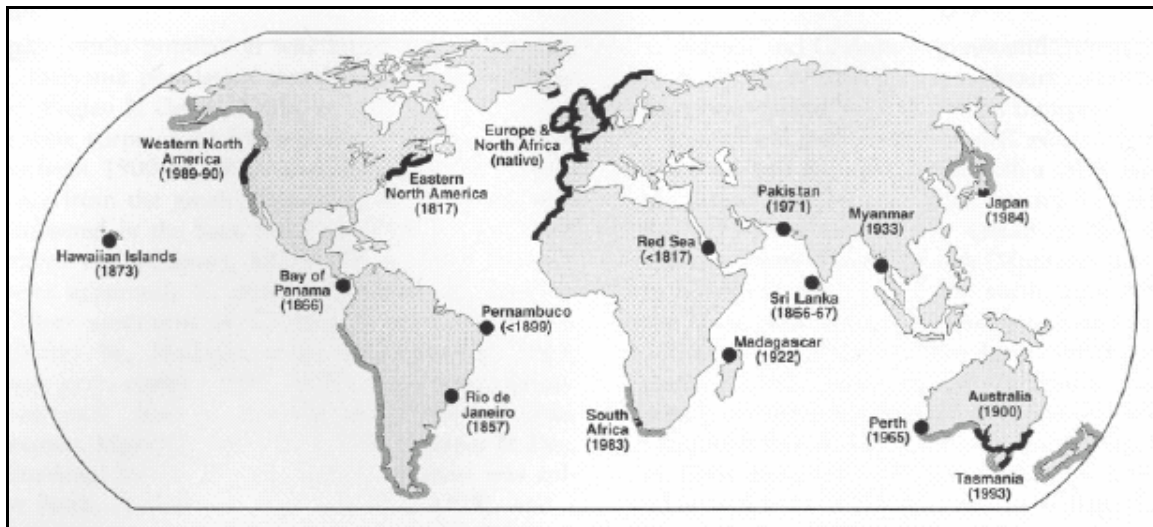 Western North
America
(1989-90)
Eastern
North America
(1817)
Europe &
North Africa
(native)
Pakistan
(1971)
Myanmar
(1933)
Japan
(1984)
Hawaiian Islands
(1873)
Bay of
Panama
(1866)
Red Sea
(<1817)
Sri Lanka
(1866-67)
Pernambuco
(<1899)
Madagascar
(1922)
Rio de
Janeiro
(1857)
South
Africa
(1983)
Perth
(1965)
Australia
(1900)
Tasmania
(1993)